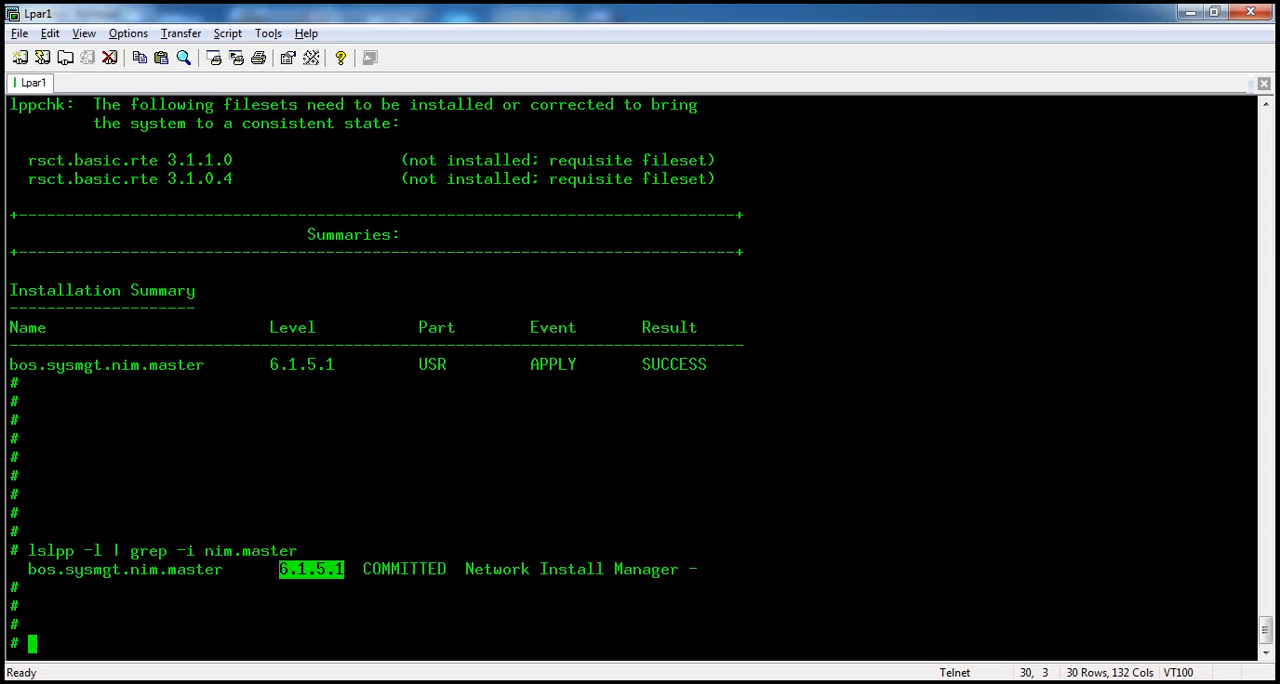 Lpar1
File Edit View Options Transfer Script Tools Help
Lpar1
lppchk:  The following filesets need to be installed or corrected to bring
the system to a consistent state:
rsct.basic.rte 3.1.1.0 (not installed; requisite fileset)
rsct.basic.rte 3.1.0.4 (not installed; requisite fileset)
+-----------------------------------------------------------------------------+
Summaries:
+-----------------------------------------------------------------------------+
Installation Summary
--------------------
Name Level Part Event Result
-------------------------------------------------------------------------------
bos.sysmgt.nim.master 6.1.5.1 USR APPLY SUCCESS
#
#
#
#
#
#
#
#
#
# lslpp -l | grep -i nim.master
bos.sysmgt.nim.master 6.1.5.1 COMMITTED Network Install Manager -
#
#
#
#
Ready Telnet 30, 3 30 Rows, 132 Cols VT100